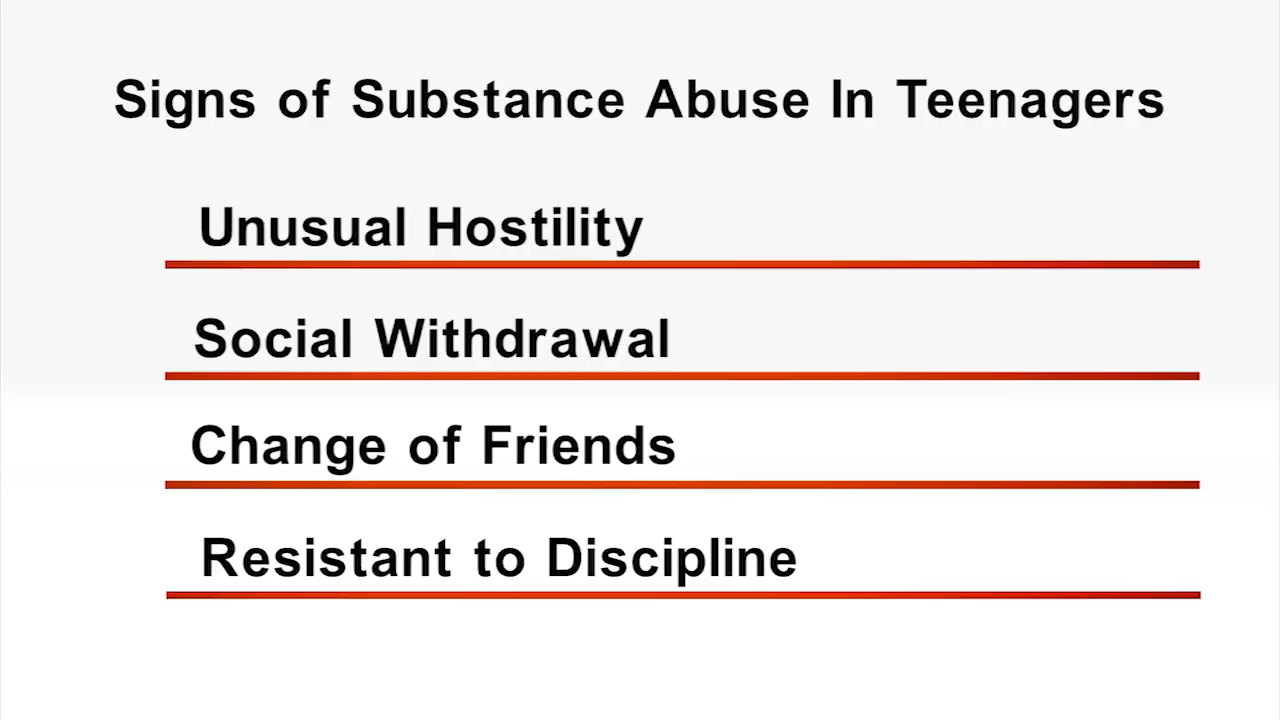 Signs of Substance Abuse In Teenagers
Unusual Hostility
Social Withdrawal
Change of Friends
Resistant to Discipline